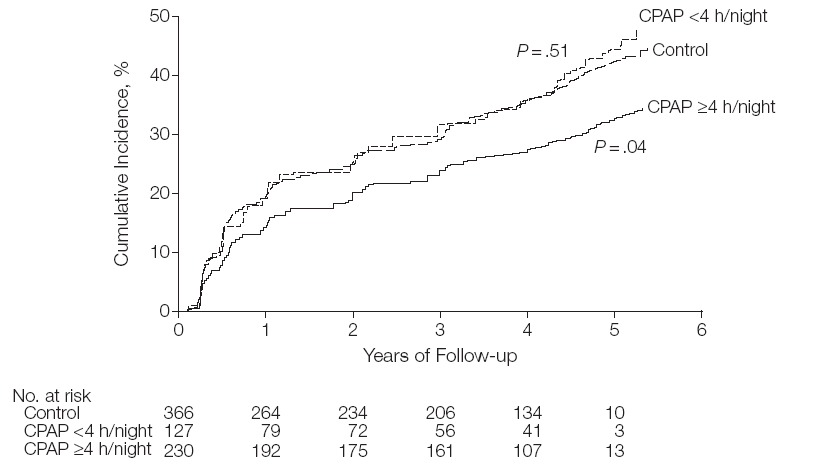 50
40
30
20
10
0
Cumulative Incidence, %
CPAP <4 h/night
P=.51
Control
CPAP ≥4 h/night
P=.04
0 1 2 3 4 5 6
Years of Follow-up
No. at risk
Control 366 264 234 206 134 10
CPAP <4 h/night 127 79 72 56 41 3
CPAP ≥4 h/night 230 192 175 161 107 13